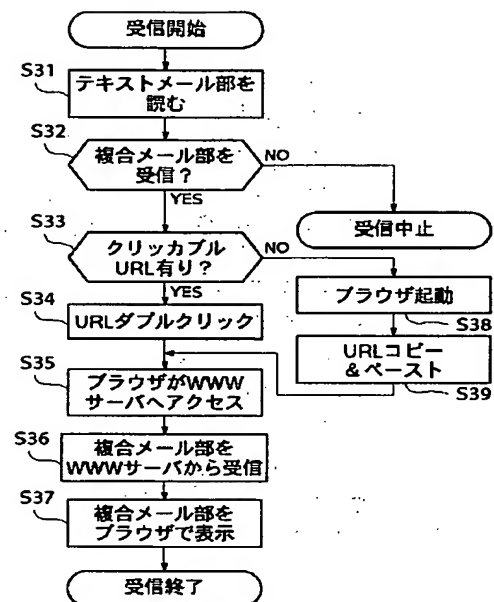 受信開始
S31
テキストメール部を
読む
S32
複合メール部を
受信？
NO
YES
受信中止
S33
クリッカブル
URL有り？
NO
YES
S34
URLダブルクリック
ブラウザ起動
S38
URLコピー
&ペースト
S39
S35
ブラウザがWWW
サーバへアクセス
S36
複合メール部を
WWWサーバから受信
S37
複合メール部を
ブラウザで表示
受信終了